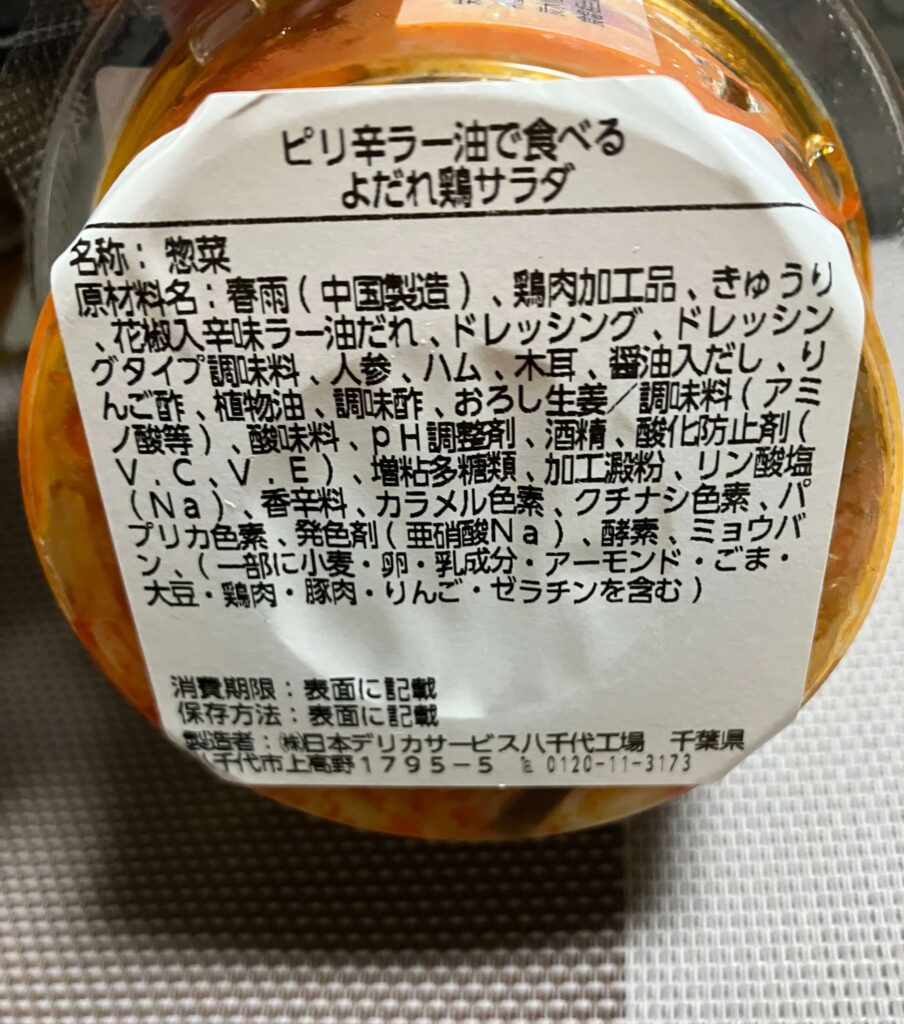 ピリ辛ラー油で食べる
よだれ鶏サラダ
名称：惣菜
原材料名：春雨（中国製造）、鶏肉加工品、きゅうり
、花椒入辛味ラー油だれ、ドレッシング、ドレッシン
グタイプ調味料、人参、ハム、木耳、醤油入だし、り
んご酢、植物油、調味酢、おろし生姜／調味料（アミ
ノ酸等）、酸味料、ｐＨ調整剤、酒精、酸化防止剤（
Ｖ．Ｃ、Ｖ．Ｅ）、増粘多糖類、加工澱粉、リン酸塩
（Ｎａ）、香辛料、カラメル色素、クチナシ色素、パ
プリカ色素、発色剤（亜硝酸Ｎａ）、酵素、ミョウバ
ン、（一部に小麦・卵・乳成分・アーモンド・ごま・
大豆・鶏肉・豚肉・りんご・ゼラチンを含む）
消費期限：表面に記載
保存方法：表面に記載
製造者：㈱日本デリカサービス八千代工場　千葉県
八千代市上高野１７９５－５　℡ 0120-11-3173